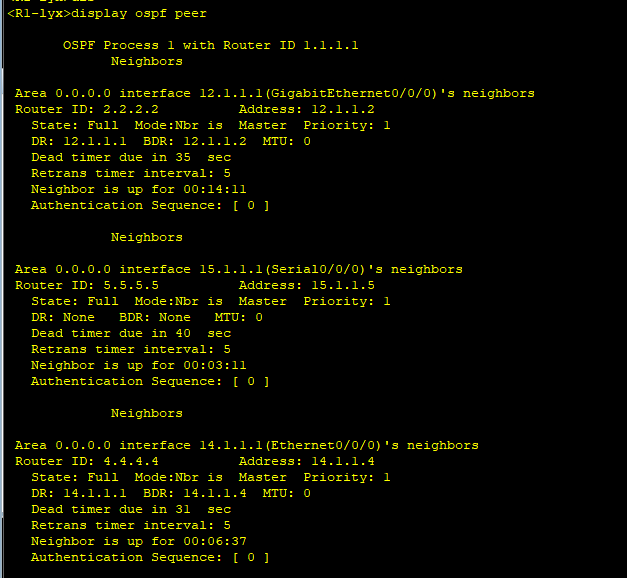 <R1-lyx>display ospf peer
OSPF Process 1 with Router ID 1.1.1.1
Neighbors
Area 0.0.0.0 interface 12.1.1.1(GigabitEthernet0/0/0)'s neighbors
Router ID: 2.2.2.2 Address: 12.1.1.2
State: Full Mode:Nbr is Master Priority: 1
DR: 12.1.1.1 BDR: 12.1.1.2 MTU: 0
Dead timer due in 35 sec
Retrans timer interval: 5
Neighbor is up for 00:14:11
Authentication Sequence: [ 0 ]
Neighbors
Area 0.0.0.0 interface 15.1.1.1(Serial0/0/0)'s neighbors
Router ID: 5.5.5.5 Address: 15.1.1.5
State: Full Mode:Nbr is Master Priority: 1
DR: None BDR: None MTU: 0
Dead timer due in 40 sec
Retrans timer interval: 5
Neighbor is up for 00:03:11
Authentication Sequence: [ 0 ]
Neighbors
Area 0.0.0.0 interface 14.1.1.1(Ethernet0/0/0)'s neighbors
Router ID: 4.4.4.4 Address: 14.1.1.4
State: Full Mode:Nbr is Master Priority: 1
DR: 14.1.1.1 BDR: 14.1.1.4 MTU: 0
Dead timer due in 31 sec
Retrans timer interval: 5
Neighbor is up for 00:06:37
Authentication Sequence: [ 0 ]